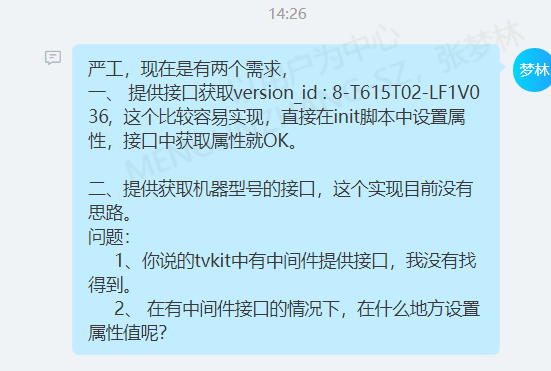 14:26
严工，现在是有两个需求，
一、 提供接口获取version_id : 8-T615T02-LF1V0
36, 这个比较容易实现，直接在init脚本中设置属
性，接口中获取属性就OK。
二、提供获取机器型号的接口，这个实现目前没有
思路。
问题：
1、你说的tvkit中有中间件提供接口，我没有找
得到。
2、 在有中间件接口的情况下，在什么地方设置
属性值呢?
梦林